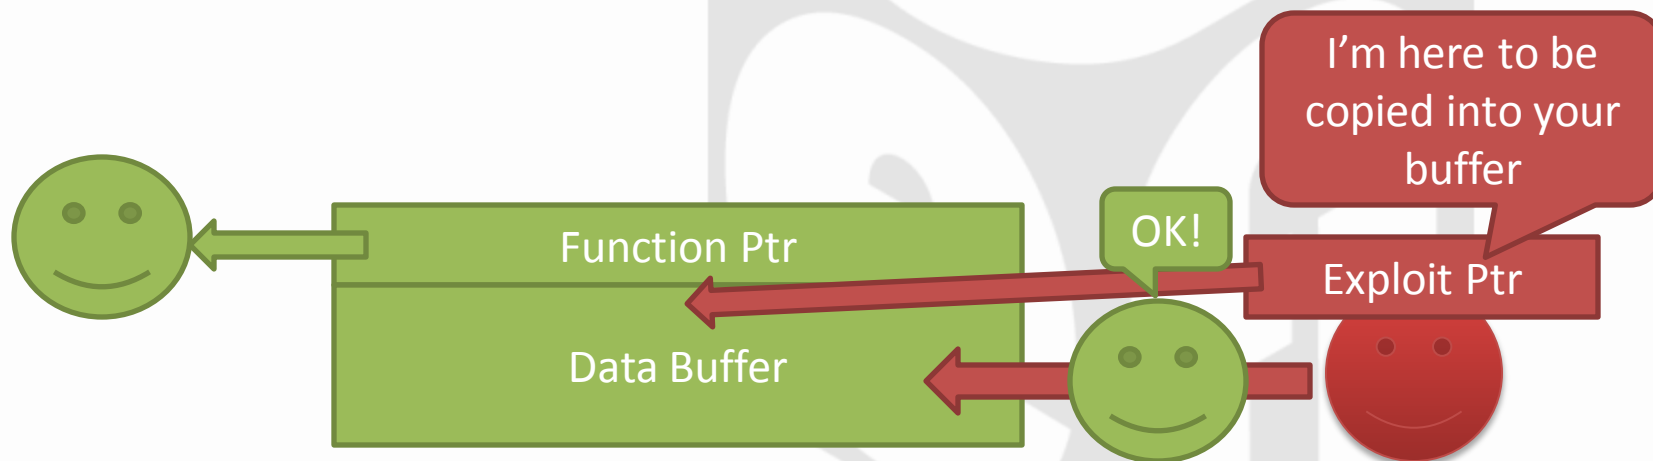 I’m here to be
copied into your
buffer
OK!
Function Ptr
Exploit Ptr
Data Buffer